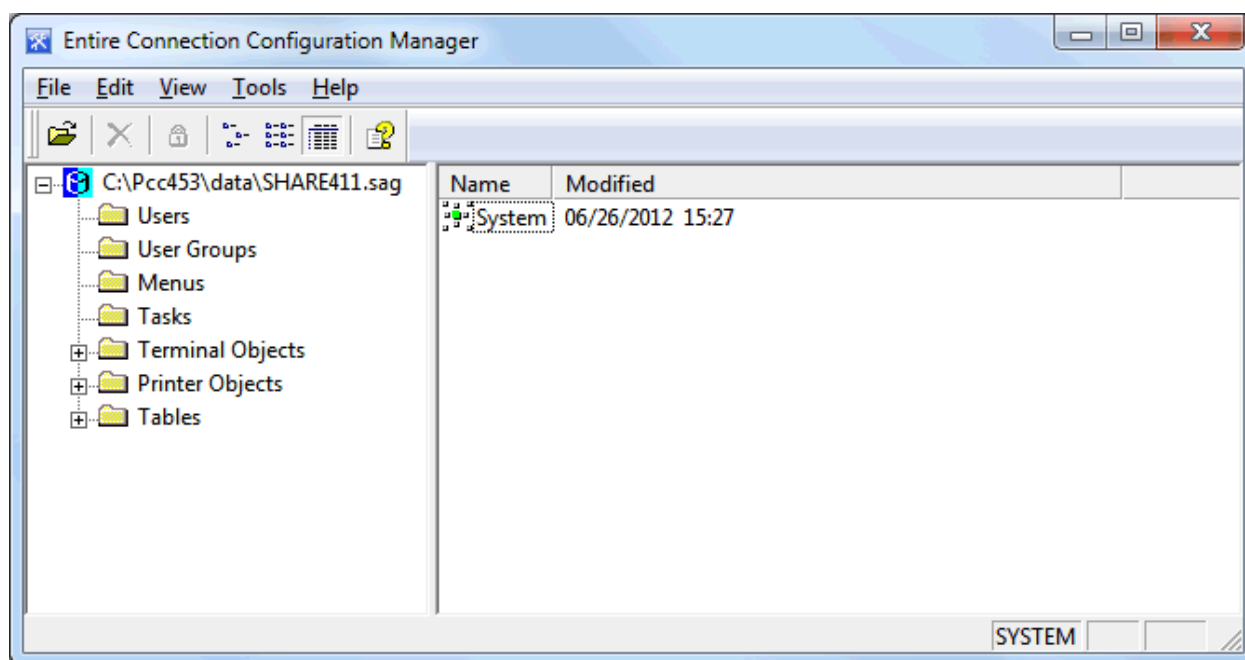 Entire Connection Configuration Manager
File Edit View Tools Help
C:\Pcc453\data\SHARE411.sag
Users
User Groups
Menus
Tasks
Terminal Objects
Printer Objects
Tables
Name Modified
System 06/26/2012 15:27
SYSTEM